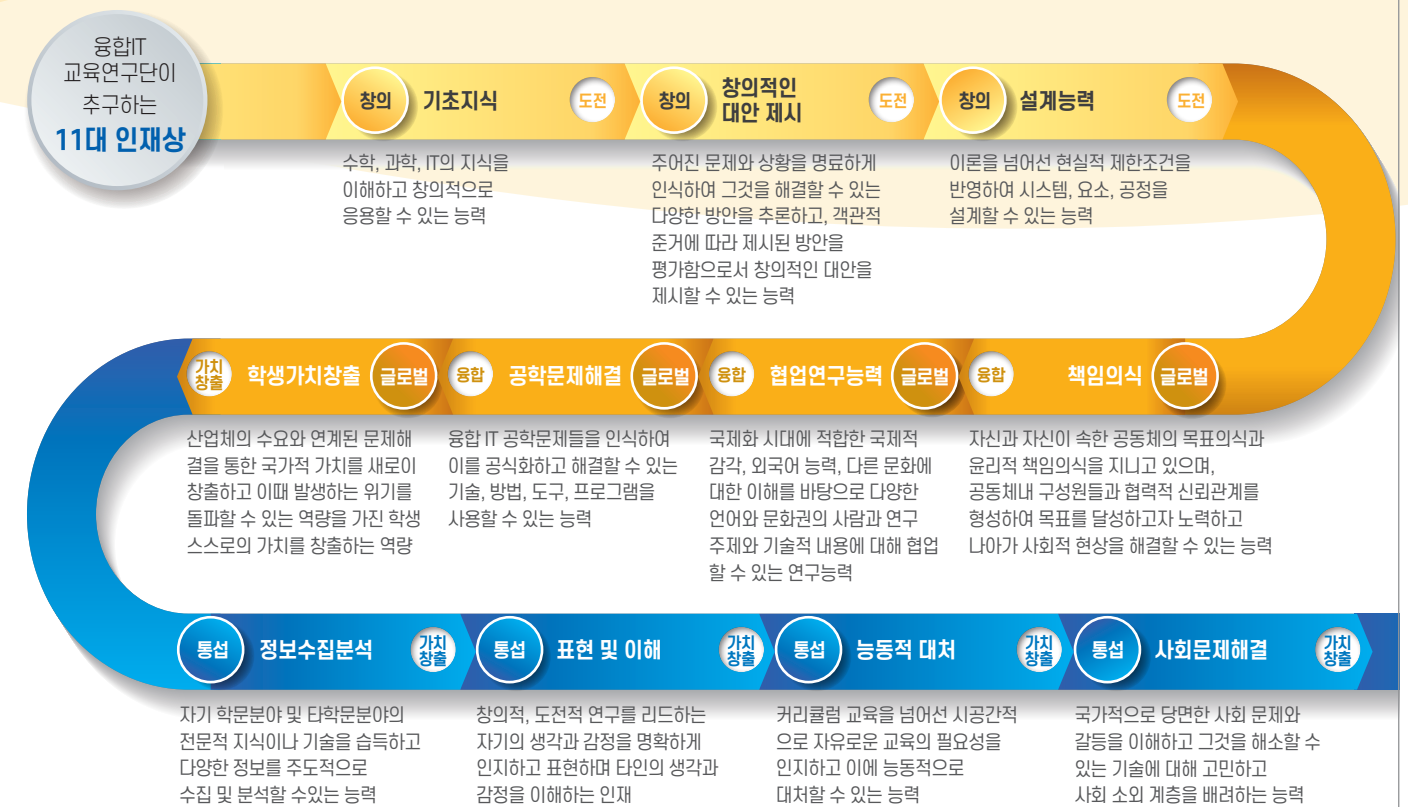 융합IT
교육연구단이
추구하는
11대 인재상
창의
기초지식
도전
수학, 과학, IT의 지식을
이해하고 창의적으로
응용할 수 있는 능력
창의
창의적인
대안 제시
도전
주어진 문제와 상황을 명료하게
인식하여 그것을 해결할 수 있는
다양한 방안을 추론하고, 객관적
준거에 따라 제시된 방안을
평가함으로서 창의적인 대안을
제시할 수 있는 능력
창의
설계능력
도전
이론을 넘어선 현실적 제한조건을
반영하여 시스템, 요소, 공정을
설계할 수 있는 능력
가치
창출
학생가치창출
글로벌
산업체의 수요와 연계된 문제해
결을 통한 국가적 가치를 새로이
창출하고 이때 발생하는 위기를
돌파할 수 있는 역량을 가진 학생
스스로의 가치를 창출하는 역량
융합
공학문제해결
글로벌
융합 IT 공학문제들을 인식하여
이를 공식화하고 해결할 수 있는
기술, 방법, 도구, 프로그램을
사용할 수 있는 능력
융합
협업연구능력
글로벌
국제화 시대에 적합한 국제적
감각, 외국어 능력, 다른 문화에
대한 이해를 바탕으로 다양한
언어와 문화권의 사람과 연구
주제와 기술적 내용에 대해 협업
할 수 있는 연구능력
융합
책임의식
글로벌
자신과 자신이 속한 공동체의 목표의식과
윤리적 책임의식을 지니고 있으며,
공동체내 구성원들과 협력적 신뢰관계를
형성하여 목표를 달성하고자 노력하고
나아가 사회적 현상을 해결할 수 있는 능력
통섭
정보수집분석
가치
창출
자기 학문분야 및 타학문분야의
전문적 지식이나 기술을 습득하고
다양한 정보를 주도적으로
수집 및 분석할 수있는 능력
통섭
표현 및 이해
가치
창출
창의적, 도전적 연구를 리드하는
자기의 생각과 감정을 명확하게
인지하고 표현하며 타인의 생각과
감정을 이해하는 인재
통섭
능동적 대처
가치
창출
커리큘럼 교육을 넘어선 시공간적
으로 자유로운 교육의 필요성을
인지하고 이에 능동적으로
대처할 수 있는 능력
통섭
사회문제해결
가치
창출
국가적으로 당면한 사회 문제와
갈등을 이해하고 그것을 해소할 수
있는 기술에 대해 고민하고
사회 소외 계층을 배려하는 능력